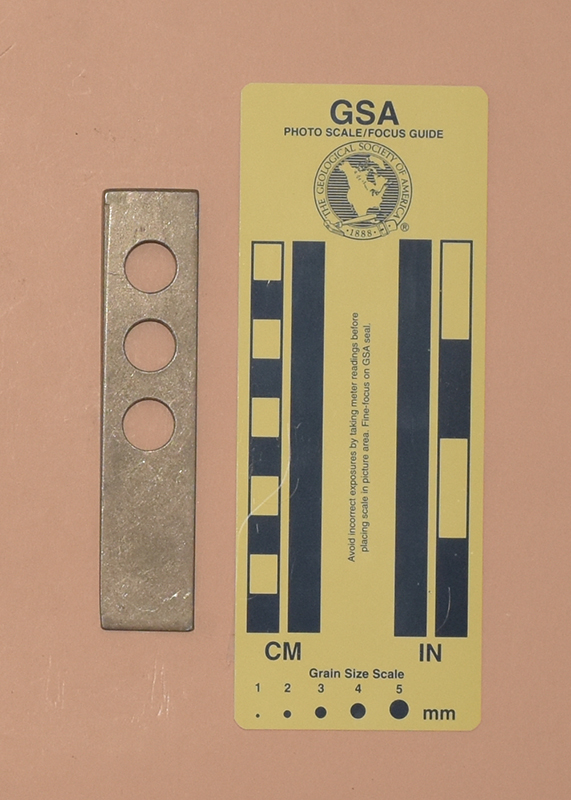 GSA
PHOTO SCALE/FOCUS GUIDE
THE GEOLOGICAL SOCIETY OF AMERICA
· 1888 ·
®
Avoid incorrect exposures by taking meter readings before
placing scale in picture area. Fine-focus on GSA seal.
CM
IN
Grain Size Scale
1 2 3 4 5
mm